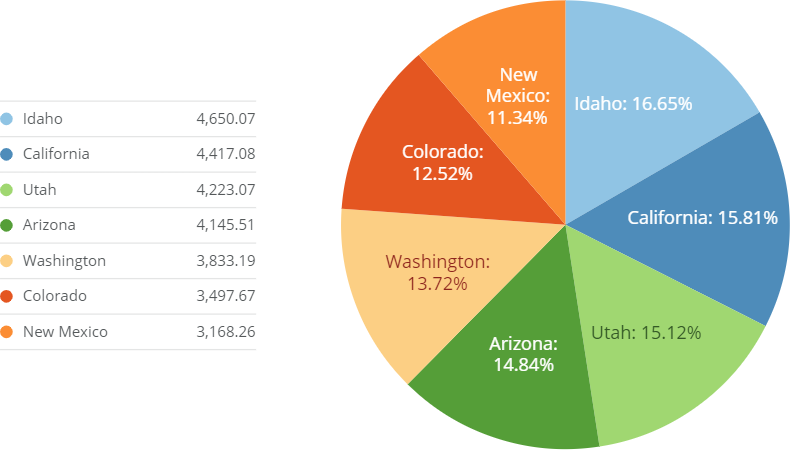 Idaho 4,650.07
California 4,417.08
Utah 4,223.07
Arizona 4,145.51
Washington 3,833.19
Colorado 3,497.67
New Mexico 3,168.26
New
Mexico:
11.34%
Idaho: 16.65%
Colorado:
12.52%
California: 15.81%
Washington:
13.72%
Utah: 15.12%
Arizona:
14.84%